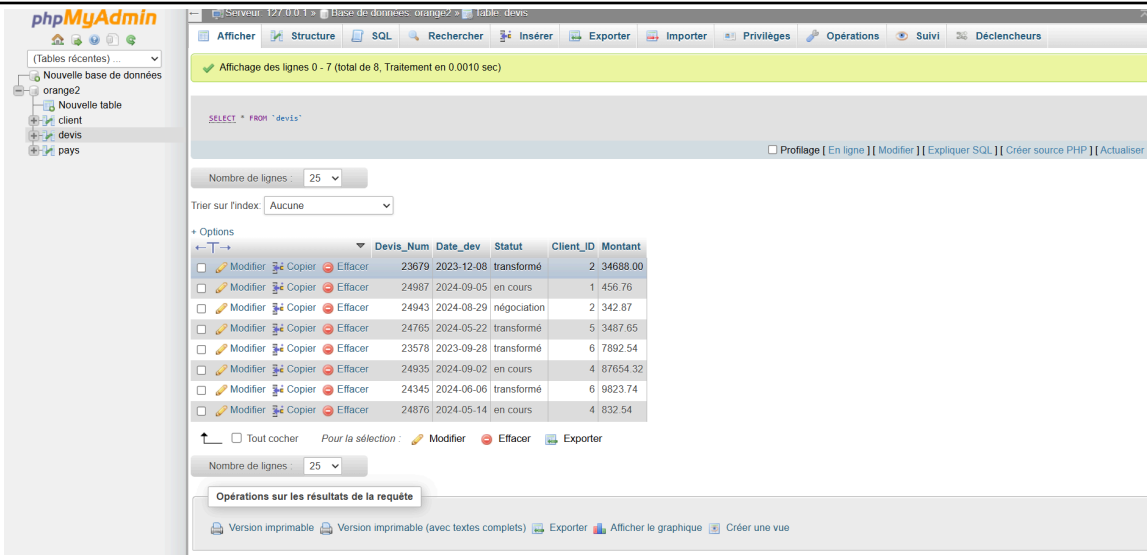 phpMyAdmin
Serveur: 127.0.0.1 » Base de données: orange2 » Table: devis
Afficher Structure SQL Rechercher Insérer Exporter Importer Privilèges Opérations Suivi Déclencheurs
(Tables récentes) ...
Nouvelle base de données
orange2
Nouvelle table
client
devis
pays
Affichage des lignes 0 - 7 (total de 8, Traitement en 0.0010 sec)
SELECT * FROM `devis`
Profilage [ En ligne ] [ Modifier ] [ Expliquer SQL ] [ Créer source PHP ] [ Actualiser
Nombre de lignes : 25
Trier sur l'index: Aucune
+ Options
←T→ Devis_Num Date_dev Statut Client_ID Montant
Modifier Copier Effacer 23679 2023-12-08 transformé 2 34688.00
Modifier Copier Effacer 24987 2024-09-05 en cours 1 456.76
Modifier Copier Effacer 24943 2024-08-29 négociation 2 342.87
Modifier Copier Effacer 24765 2024-05-22 transformé 5 3487.65
Modifier Copier Effacer 23578 2023-09-28 transformé 6 7892.54
Modifier Copier Effacer 24935 2024-09-02 en cours 4 87654.32
Modifier Copier Effacer 24345 2024-06-06 transformé 6 9823.74
Modifier Copier Effacer 24876 2024-05-14 en cours 4 832.54
Tout cocher Pour la sélection : Modifier Effacer Exporter
Nombre de lignes : 25
Opérations sur les résultats de la requête
Version imprimable Version imprimable (avec textes complets) Exporter Afficher le graphique Créer une vue